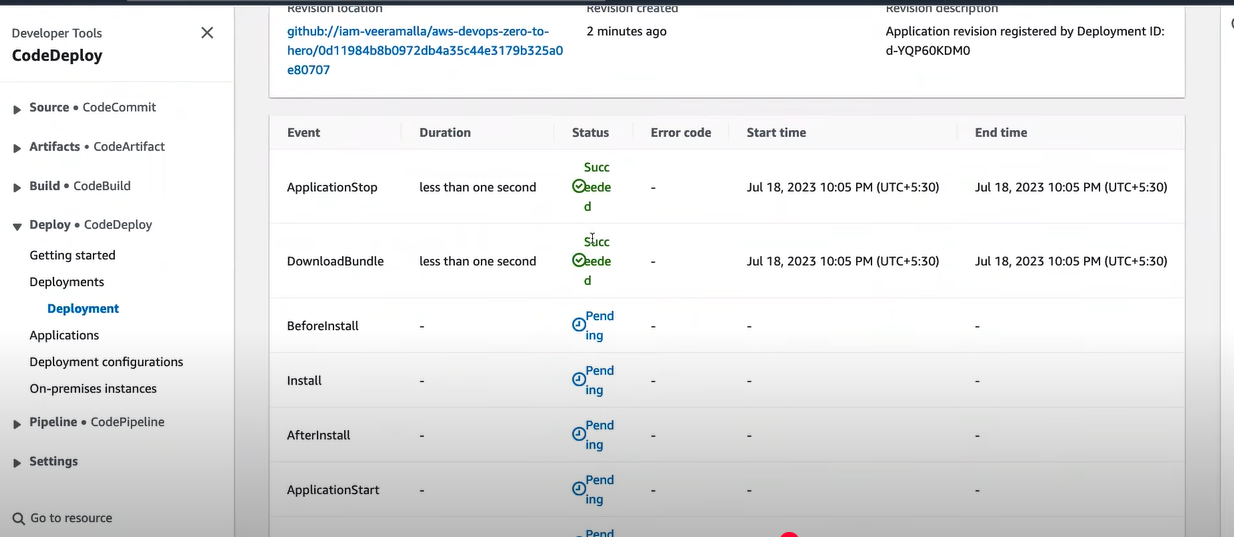 Developer Tools
CodeDeploy
Source • CodeCommit
Artifacts • CodeArtifact
Build • CodeBuild
Deploy • CodeDeploy
Getting started
Deployments
Deployment
Applications
Deployment configurations
On-premises instances
Pipeline • CodePipeline
Settings
Go to resource
Revision location
Revision created
Revision description
github://iam-veeramalla/aws-devops-zero-to-
hero/0d11984b8b0972db4a35c44e3179b325a0
e80707
2 minutes ago
Application revision registered by Deployment ID:
d-YQP60KDM0
Event Duration Status Error code Start time End time
ApplicationStop less than one second Succ
eede
d - Jul 18, 2023 10:05 PM (UTC+5:30) Jul 18, 2023 10:05 PM (UTC+5:30)
DownloadBundle less than one second Succ
eede
d - Jul 18, 2023 10:05 PM (UTC+5:30) Jul 18, 2023 10:05 PM (UTC+5:30)
BeforeInstall - Pend
ing - - -
Install - Pend
ing - - -
AfterInstall - Pend
ing - - -
ApplicationStart - Pend
ing - - -
Pend